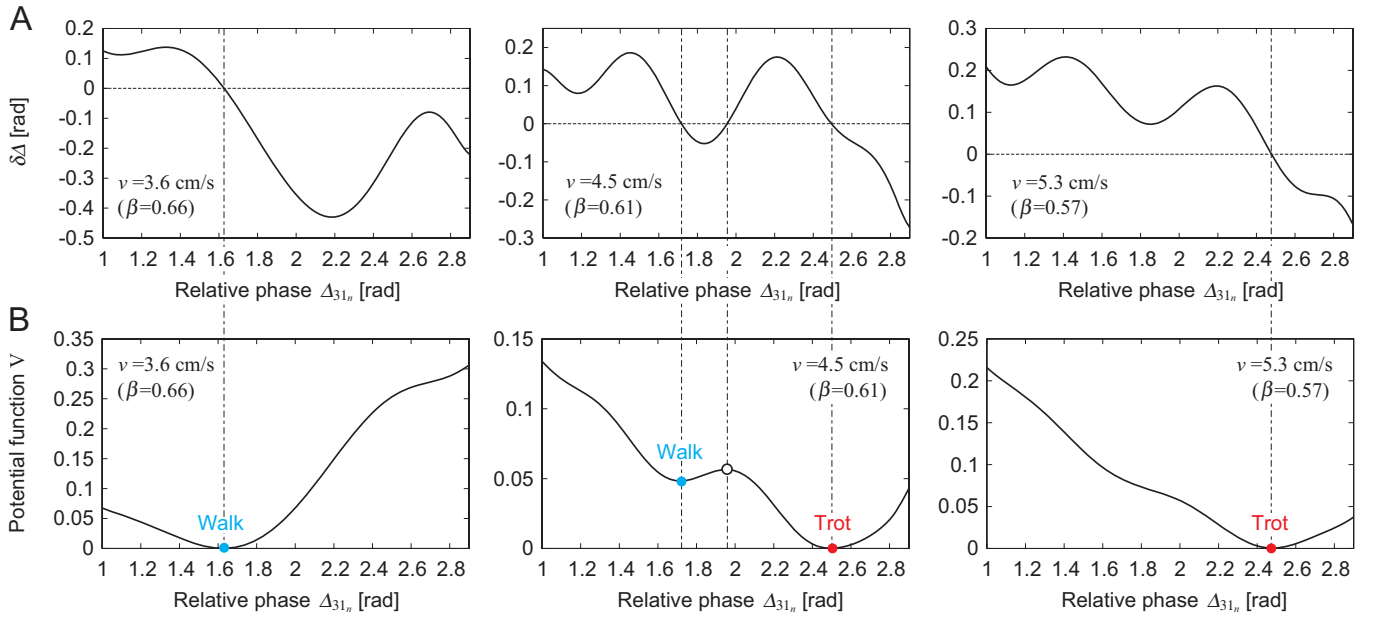 A
δΔ [rad]
0.2
0.1
0
-0.1
-0.2
-0.3
-0.4
-0.5
v =3.6 cm/s
(β=0.66)
1 1.2 1.4 1.6 1.8 2 2.2 2.4 2.6 2.8
Relative phase Δ31n [rad]
0.2
0.1
0
-0.1
-0.2
-0.3
v =4.5 cm/s
(β=0.61)
1 1.2 1.4 1.6 1.8 2 2.2 2.4 2.6 2.8
Relative phase Δ31n [rad]
0.3
0.2
0.1
0
-0.1
-0.2
v =5.3 cm/s
(β=0.57)
1 1.2 1.4 1.6 1.8 2 2.2 2.4 2.6 2.8
Relative phase Δ31n [rad]
B
Potential function V
0.35
0.3
0.25
0.2
0.15
0.1
0.05
0
v =3.6 cm/s
(β=0.66)
Walk
1 1.2 1.4 1.6 1.8 2 2.2 2.4 2.6 2.8
Relative phase Δ31n [rad]
0.15
0.1
0.05
0
v =4.5 cm/s
(β=0.61)
Walk
Trot
1 1.2 1.4 1.6 1.8 2 2.2 2.4 2.6 2.8
Relative phase Δ31n [rad]
0.25
0.2
0.15
0.1
0.05
0
v =5.3 cm/s
(β=0.57)
Trot
1 1.2 1.4 1.6 1.8 2 2.2 2.4 2.6 2.8
Relative phase Δ31n [rad]